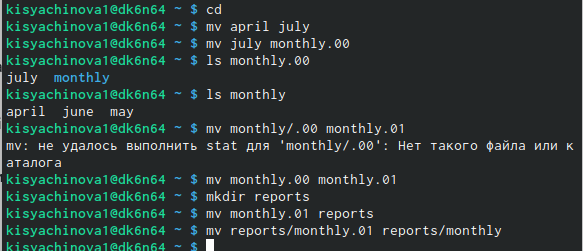 kisyachinova1@dk6n64 ~ $ cd
kisyachinova1@dk6n64 ~ $ mv april july
kisyachinova1@dk6n64 ~ $ mv july monthly.00
kisyachinova1@dk6n64 ~ $ ls monthly.00
july  monthly
kisyachinova1@dk6n64 ~ $ ls monthly
april  june  may
kisyachinova1@dk6n64 ~ $ mv monthly/.00 monthly.01
mv: не удалось выполнить stat для 'monthly/.00': Нет такого файла или к
аталога
kisyachinova1@dk6n64 ~ $ mv monthly.00 monthly.01
kisyachinova1@dk6n64 ~ $ mkdir reports
kisyachinova1@dk6n64 ~ $ mv monthly.01 reports
kisyachinova1@dk6n64 ~ $ mv reports/monthly.01 reports/monthly
kisyachinova1@dk6n64 ~ $